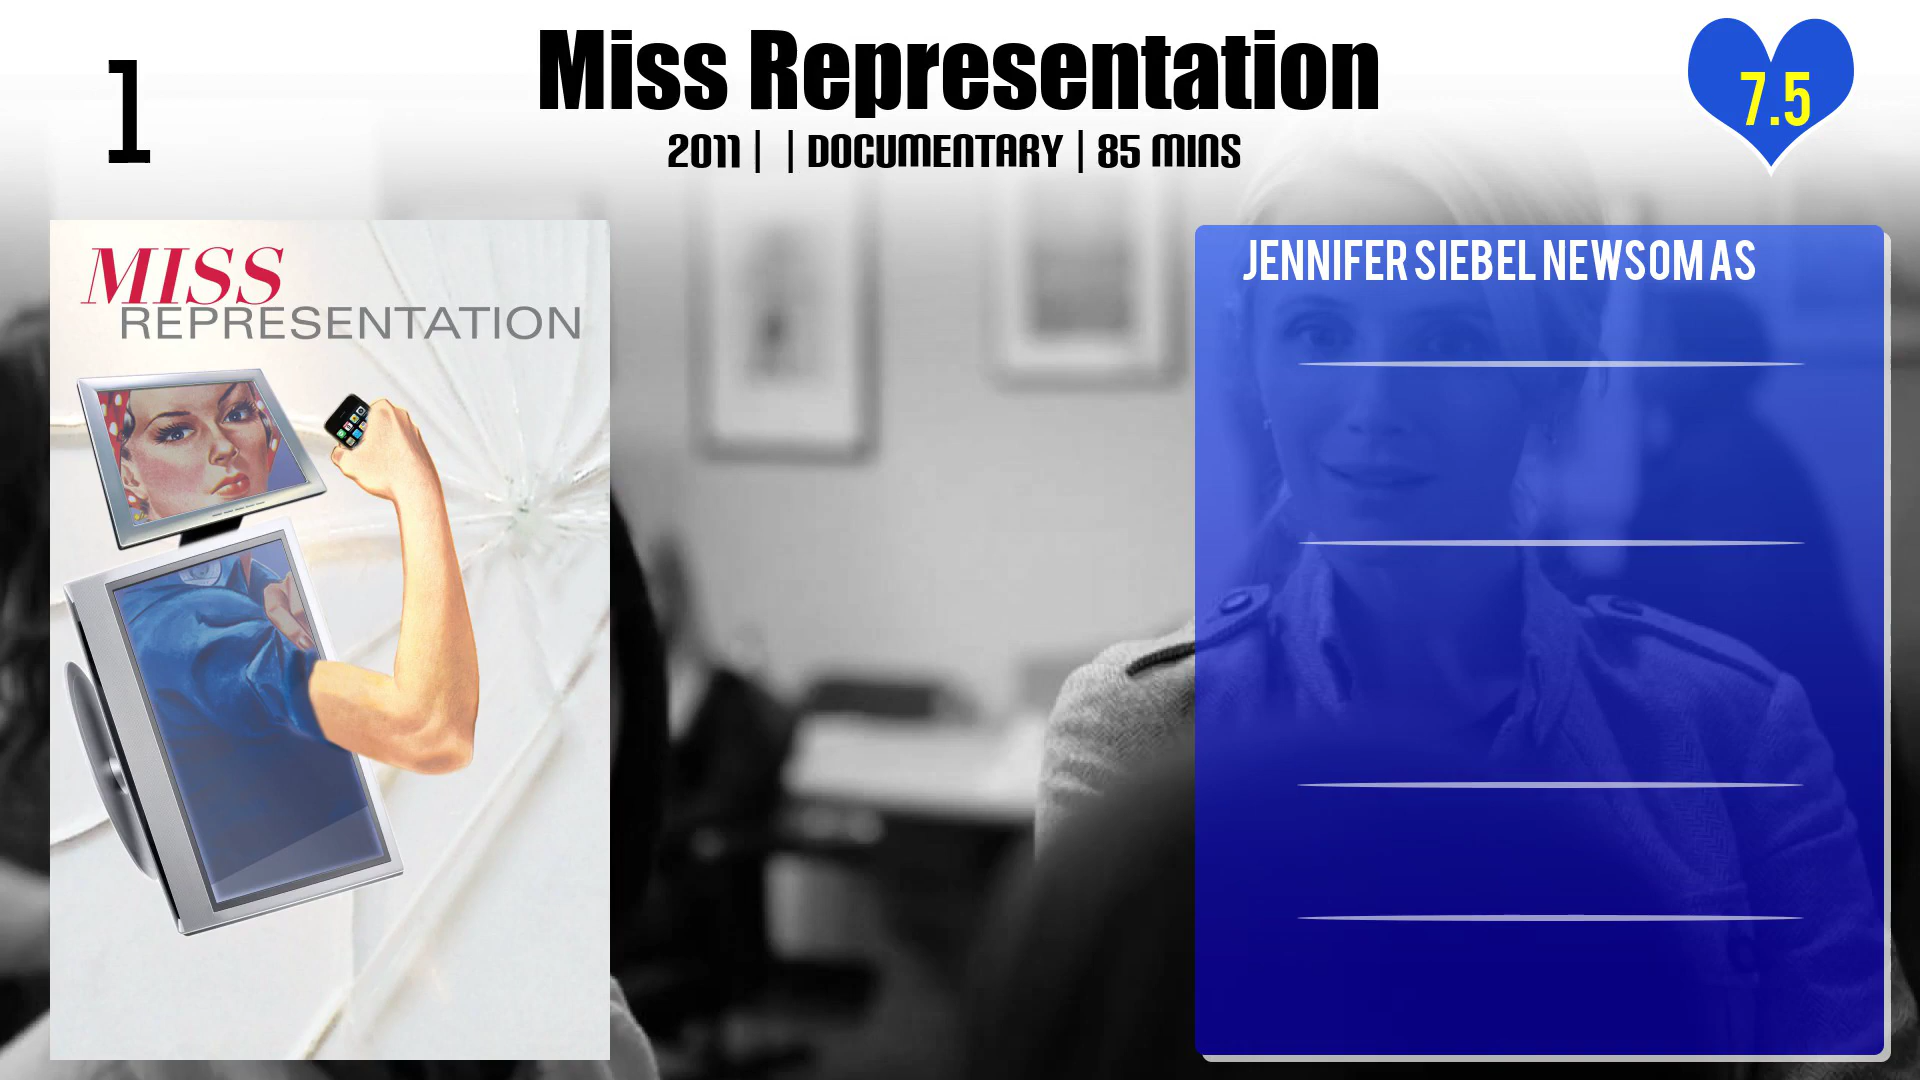 1
Miss Representation
2011 | | DOCUMENTARY | 85 MINS
7.5
MISS
REPRESENTATION
JENNIFER SIEBEL NEWSOM AS